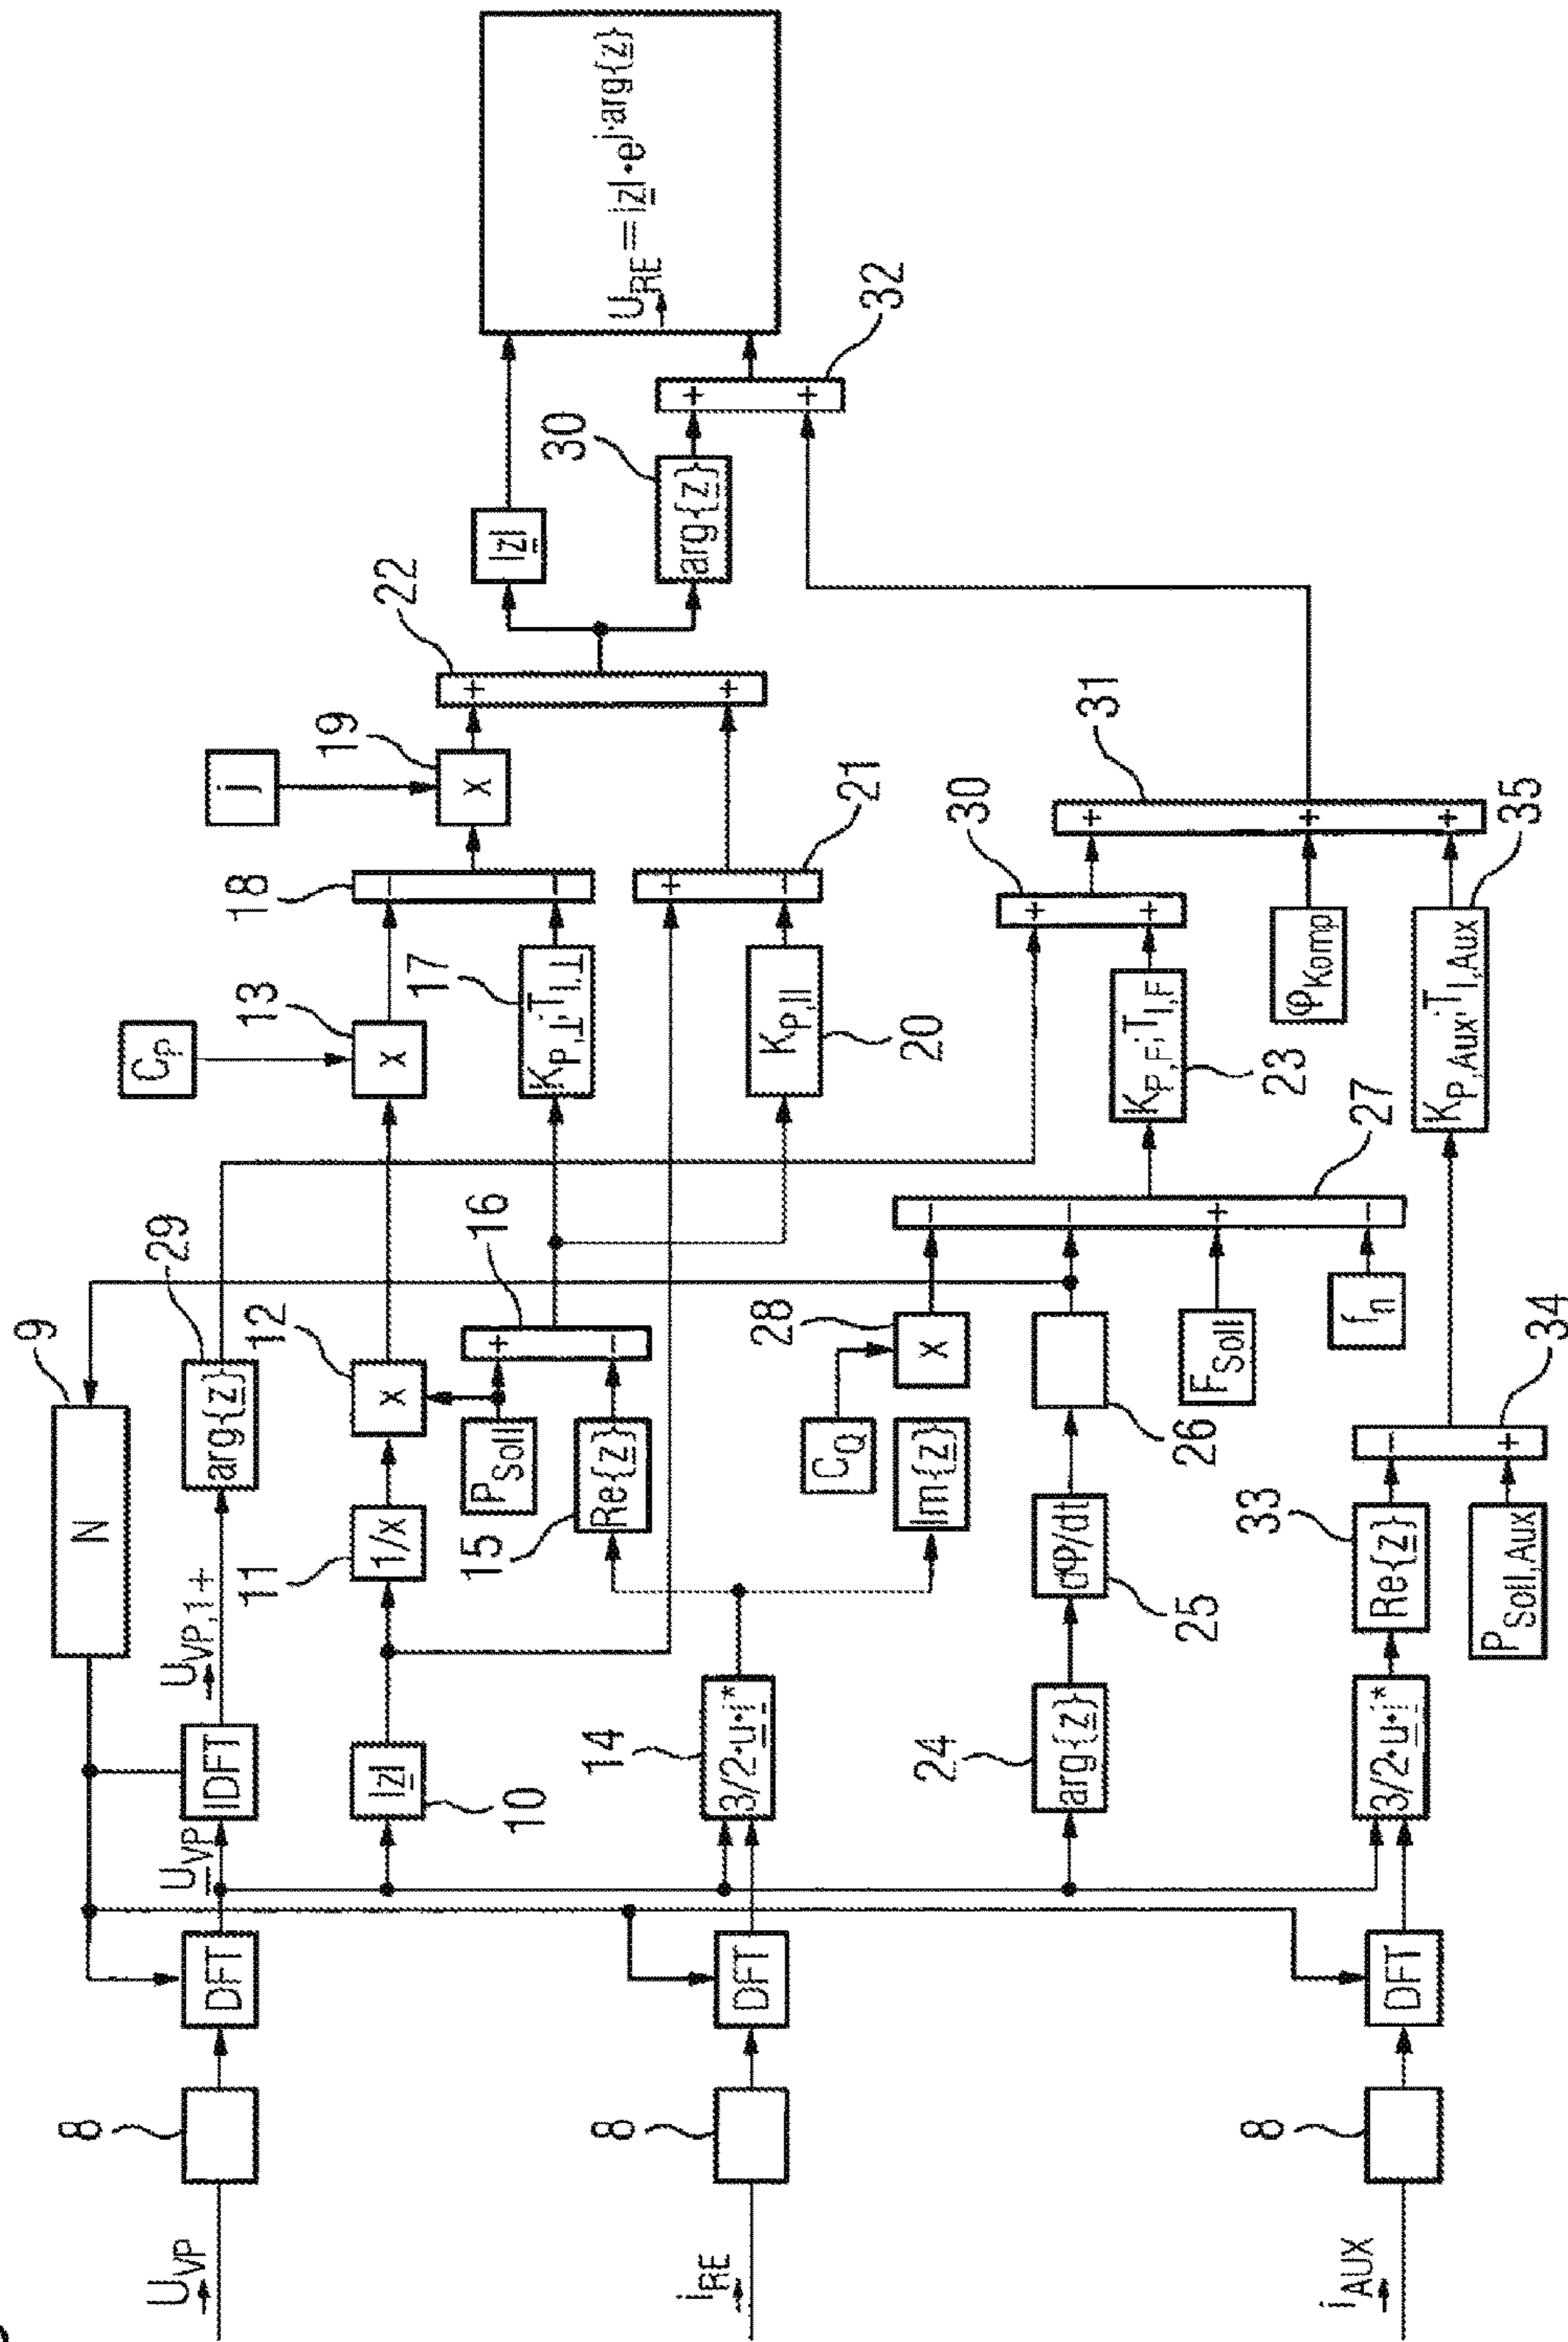 9
N
29
arg{z}
U_VP,1+
IDFT
U_VP
DFT
8
U_VP
C_P
13
x
12
x
11
1/x
|z|
10
j
19
x
18
− −
17
K_P,⊥; T_I,⊥
16
+ −
P_Soll
15
Re{z}
22
+ +
|z|
30
arg{z}
U_RE = |z|·e^j·arg{z}
32
+ +
21
+ −
K_P,II
20
14
3/2·u·i*
DFT
8
i_RE
28
x
C_Q
Im{z}
24
arg{z}
25
dφ/dt
26
F_Soll
f_n
27
− − + −
23
K_P,F; T_I,F
30
+ +
31
+ + +
φ_Komp
35
K_P,Aux; T_I,Aux
34
− +
33
Re{z}
P_Soll,Aux
3/2·u·i*
DFT
8
i_AUX